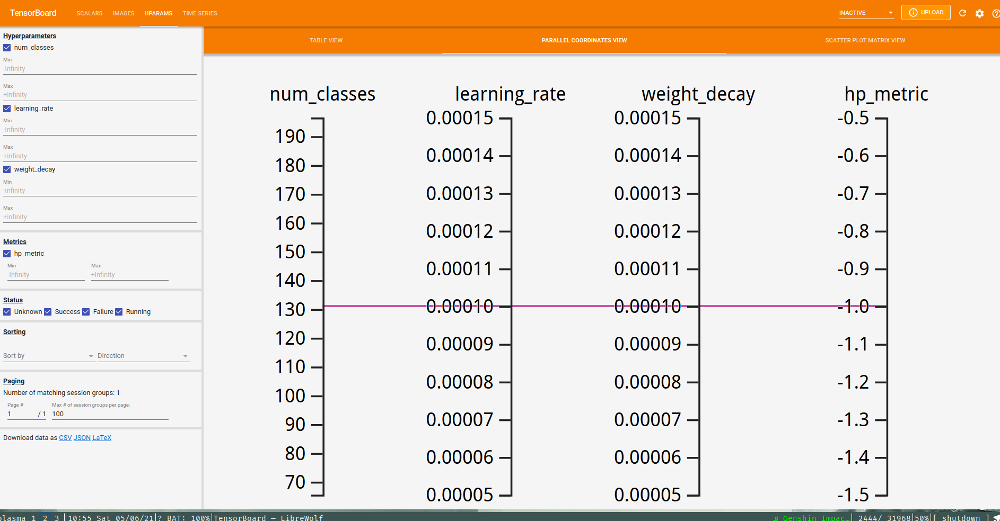 TensorBoard SCALARS IMAGES HPARAMS TIME SERIES INACTIVE UPLOAD
Hyperparameters
num_classes
Min
-infinity
Max
+infinity
learning_rate
Min
-infinity
Max
+infinity
weight_decay
Min
-infinity
Max
+infinity
Metrics
hp_metric
Min Max
-infinity +infinity
Status
Unknown Success Failure Running
Sorting
Sort by Direction
Paging
Number of matching session groups: 1
Page # Max # of session groups per page:
1 / 1 100
Download data as CSV JSON LaTeX
TABLE VIEW PARALLEL COORDINATES VIEW SCATTER PLOT MATRIX VIEW
num_classes
190
180
170
160
150
140
130
120
110
100
90
80
70
learning_rate
0.00015
0.00014
0.00013
0.00012
0.00011
0.00010
0.00009
0.00008
0.00007
0.00006
0.00005
weight_decay
0.00015
0.00014
0.00013
0.00012
0.00011
0.00010
0.00009
0.00008
0.00007
0.00006
0.00005
hp_metric
-0.5
-0.6
-0.7
-0.8
-0.9
-1.0
-1.1
-1.2
-1.3
-1.4
-1.5
plasma 1 2 3 ||10:55 Sat 05/06/21|? BAT: 100%|TensorBoard — LibreWolf ♫ Genshin Impac…| 2444/ 31968|50%|[ shutdown ]